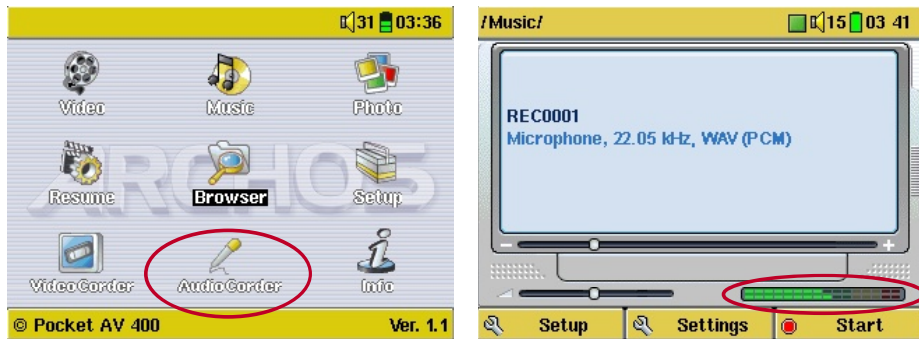 31 03:36
Video Music Photo
ARCHOS
Resume Browser Setup
VideoCorder AudioCorder Info
© Pocket AV 400 Ver. 1.1
/Music/ 15 03 41
REC0001
Microphone, 22.05 kHz, WAV (PCM)
Setup Settings Start